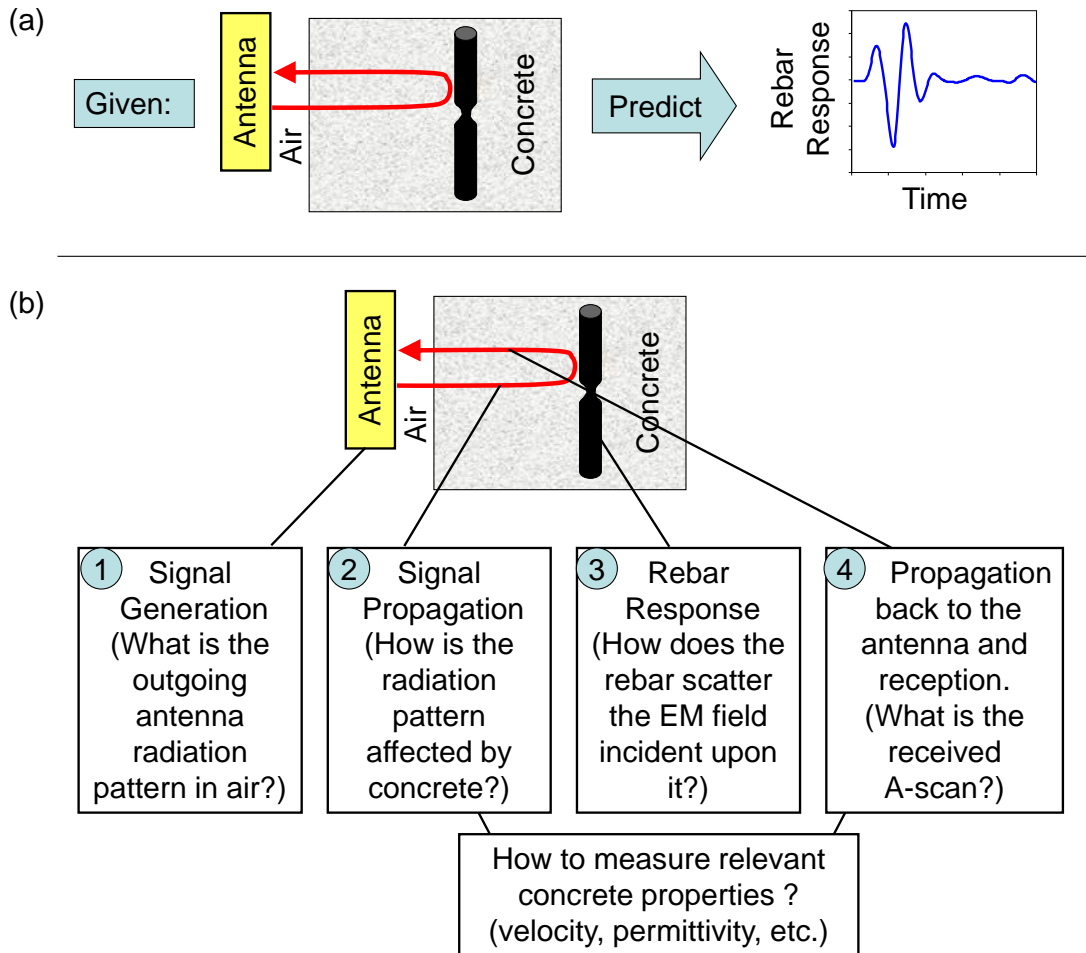 (a)
Given:
Antenna
Air
Concrete
Predict
Rebar
Response
Time
(b)
Antenna
Air
Concrete
1 Signal
Generation
(What is the
outgoing
antenna
radiation
pattern in air?)
2 Signal
Propagation
(How is the
radiation
pattern
affected by
concrete?)
3 Rebar
Response
(How does the
rebar scatter
the EM field
incident upon
it?)
4 Propagation
back to the
antenna and
reception.
(What is the
received
A-scan?)
How to measure relevant
concrete properties ?
(velocity, permittivity, etc.)